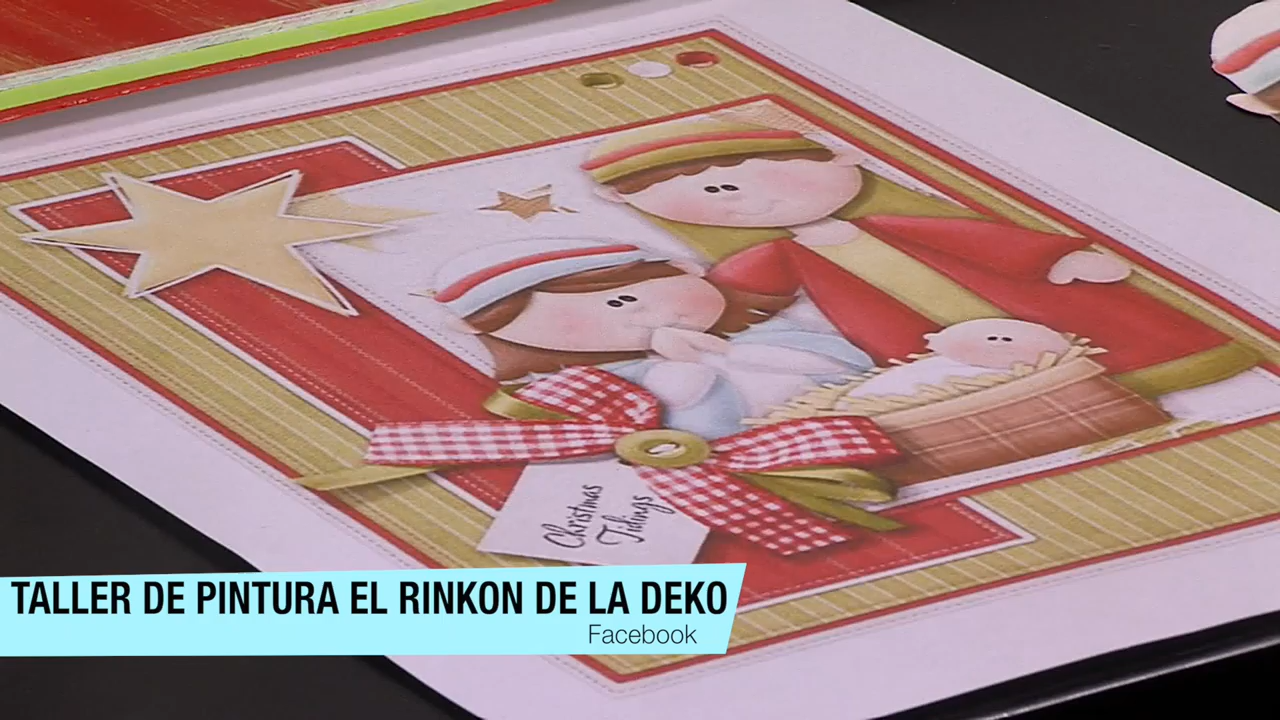 Christmas
Tidings
TALLER DE PINTURA EL RINKON DE LA DEKO
Facebook